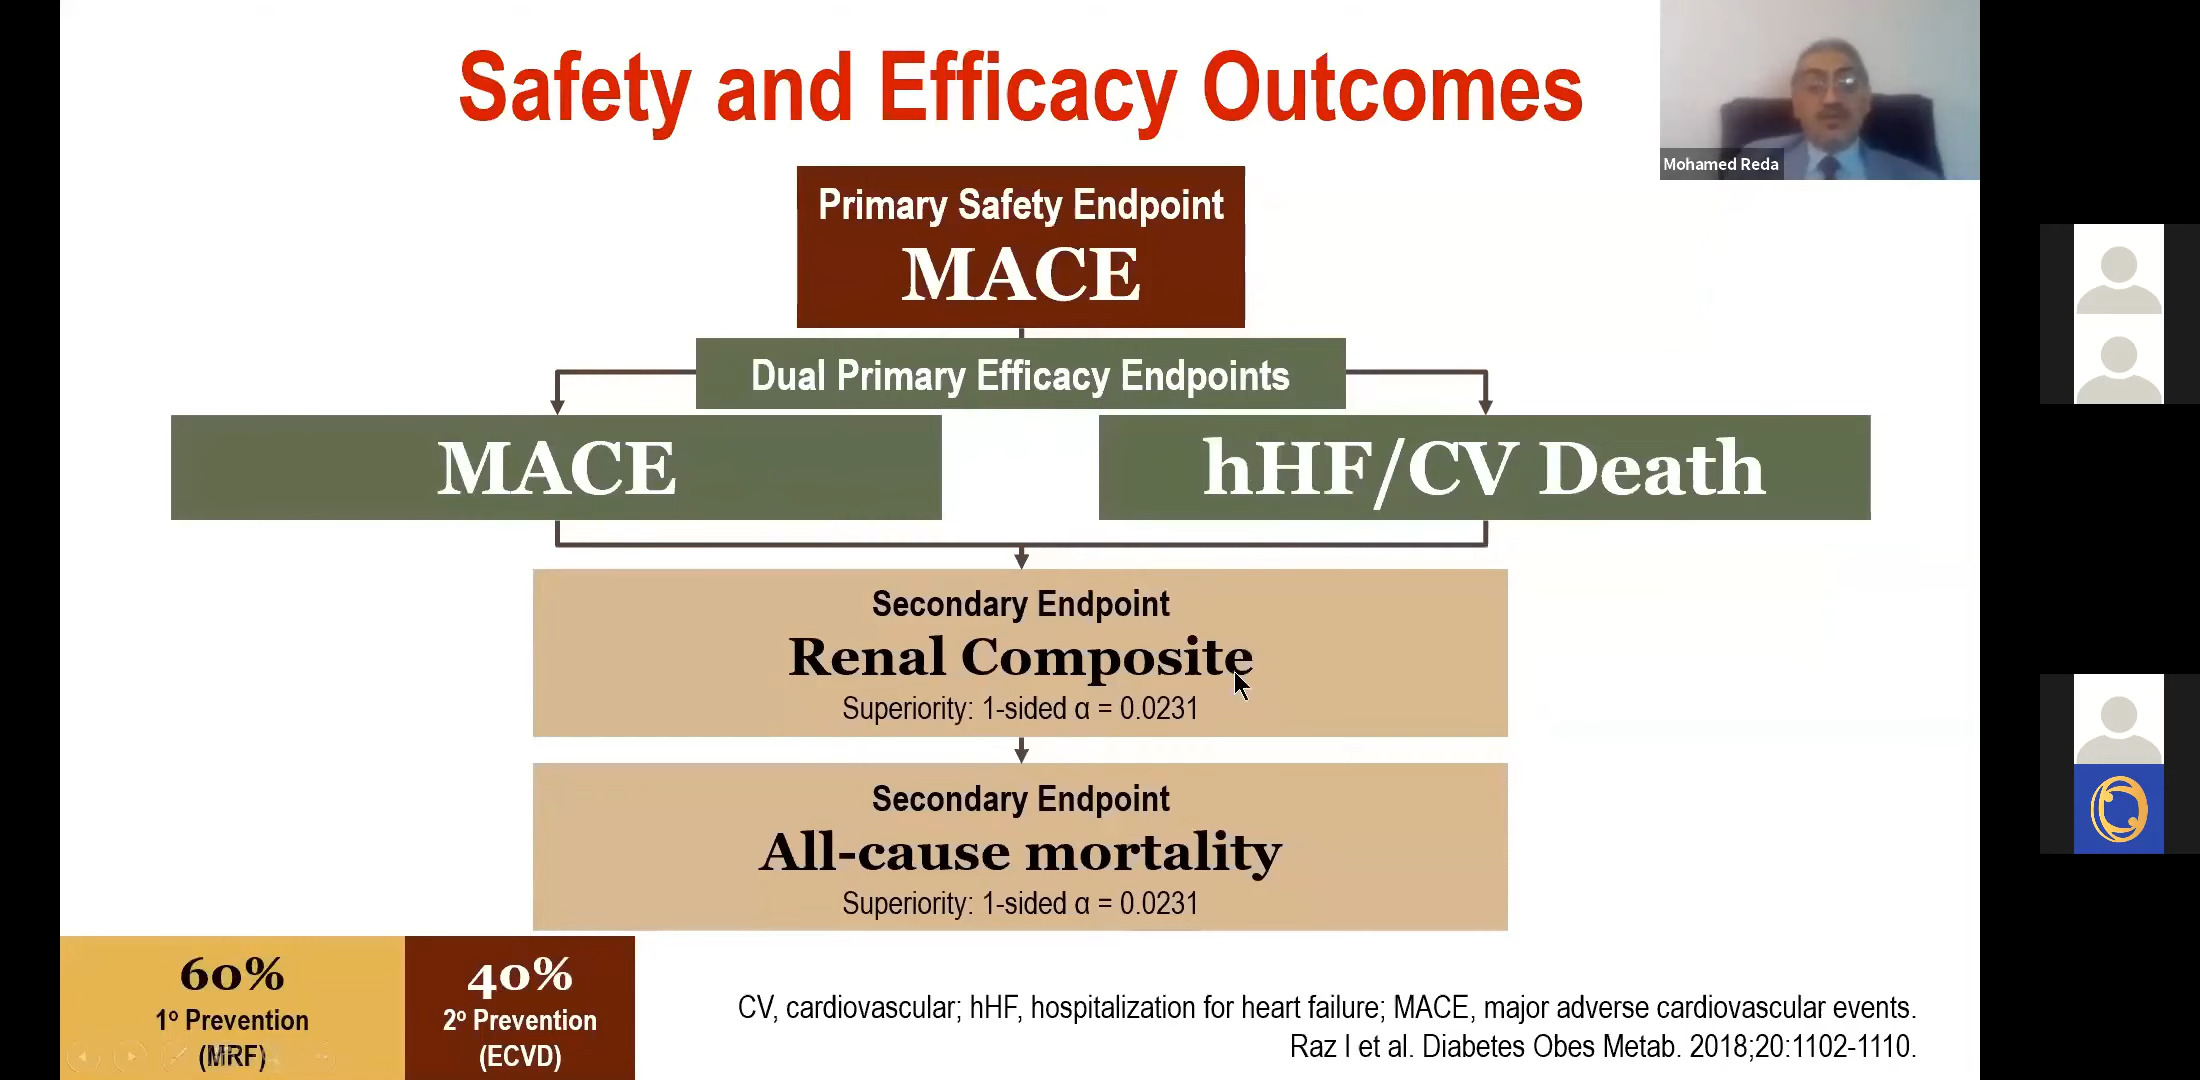 Safety and Efficacy Outcomes
Mohamed Reda
Primary Safety Endpoint
MACE
Dual Primary Efficacy Endpoints
MACE
hHF/CV Death
Secondary Endpoint
Renal Composite
Superiority: 1-sided α = 0.0231
Secondary Endpoint
All-cause mortality
Superiority: 1-sided α = 0.0231
60%
1º Prevention
(MRF)
40%
2º Prevention
(ECVD)
CV, cardiovascular; hHF, hospitalization for heart failure; MACE, major adverse cardiovascular events.
Raz I et al. Diabetes Obes Metab. 2018;20:1102-1110.